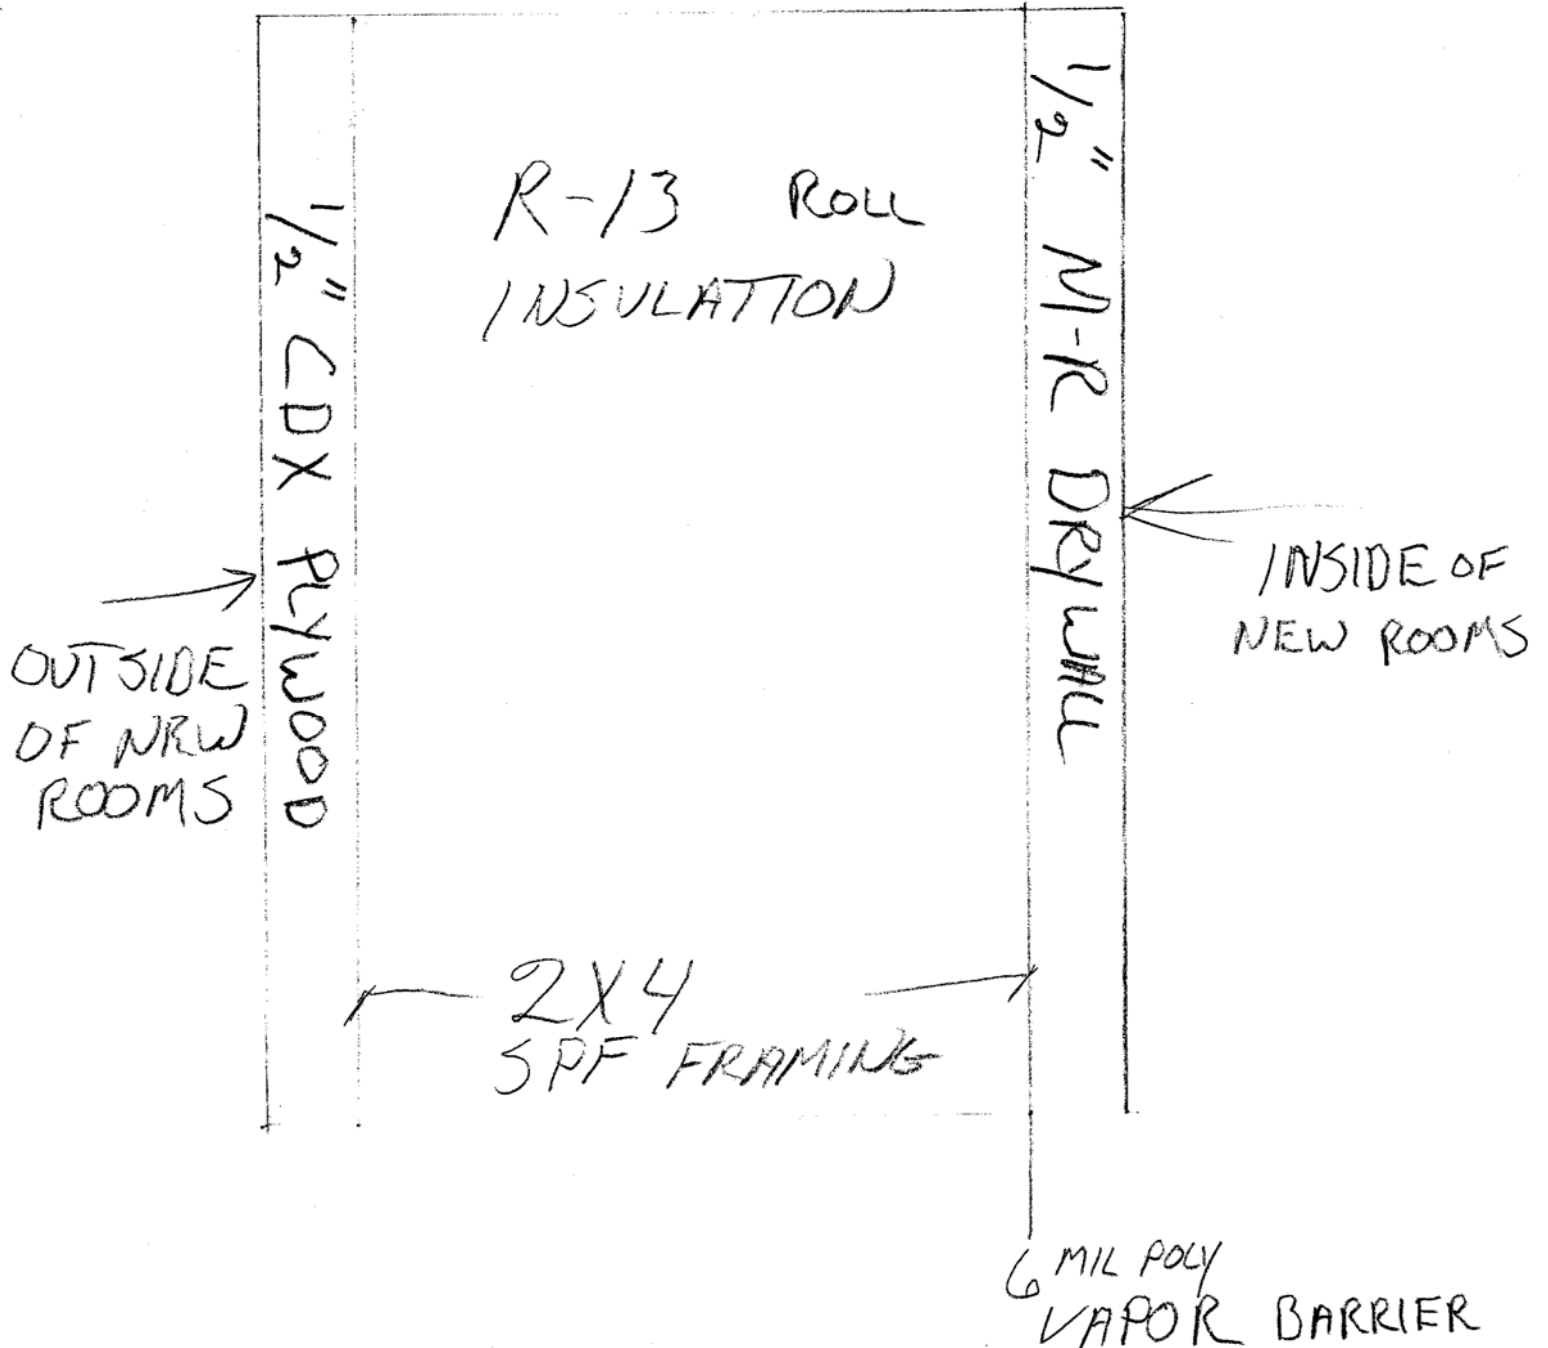 R-13 ROLL
INSULATION
1/2" CDX PLYWOOD
1/2" M-R DRYWALL
OUTSIDE
OF NRW
ROOMS
INSIDE OF
NEW ROOMS
2X4
SPF FRAMING
6 MIL POLY
VAPOR BARRIER